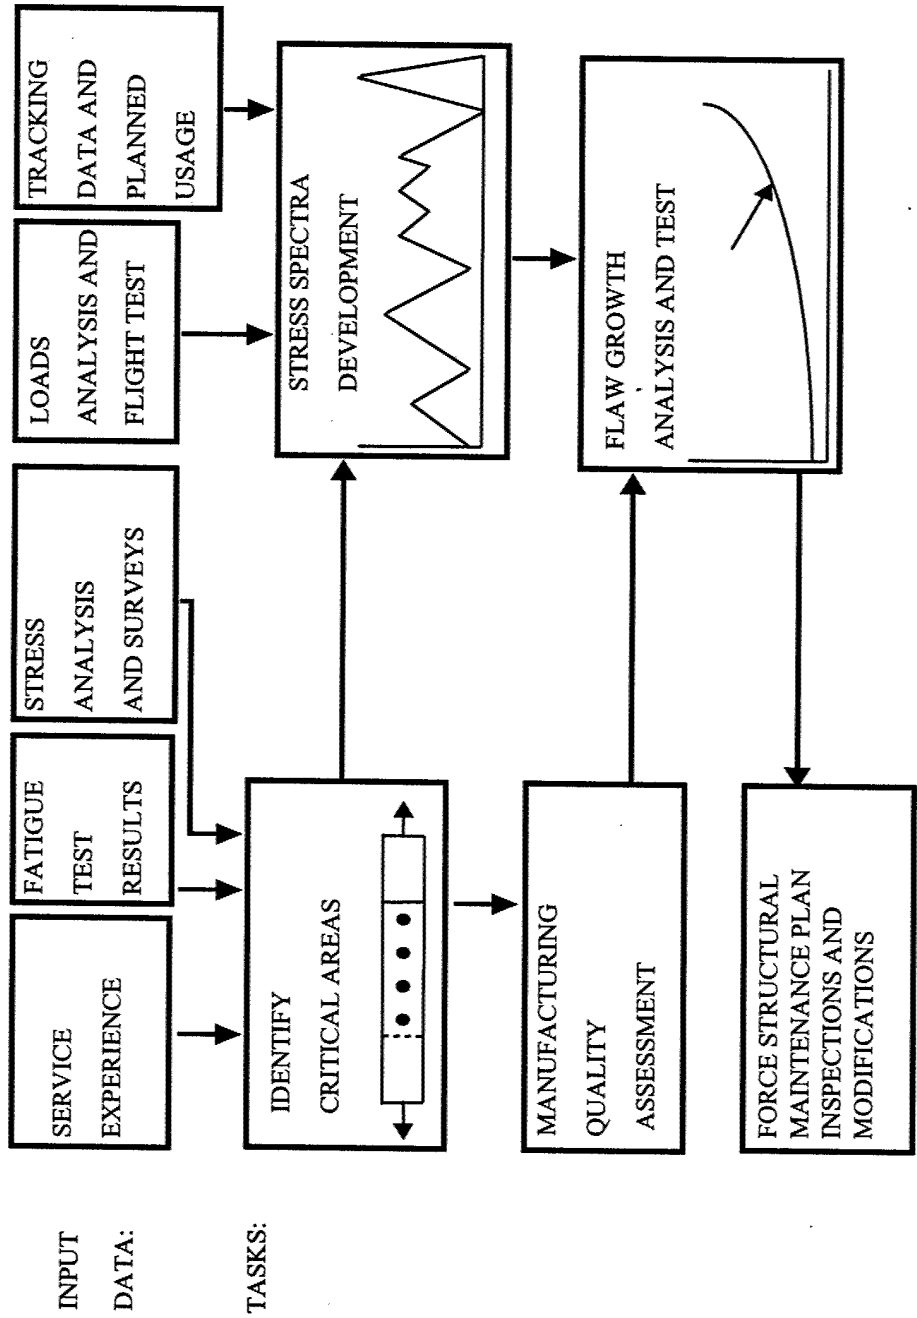 INPUT
DATA:
SERVICE
EXPERIENCE
FATIGUE
TEST
RESULTS
STRESS
ANALYSIS
AND SURVEYS
LOADS
ANALYSIS AND
FLIGHT TEST
TRACKING
DATA AND
PLANNED
USAGE
TASKS:
IDENTIFY
CRITICAL AREAS
STRESS SPECTRA
DEVELOPMENT
MANUFACTURING
QUALITY
ASSESSMENT
FLAW GROWTH
ANALYSIS AND TEST
FORCE STRUCTURAL
MAINTENANCE PLAN
INSPECTIONS AND
MODIFICATIONS